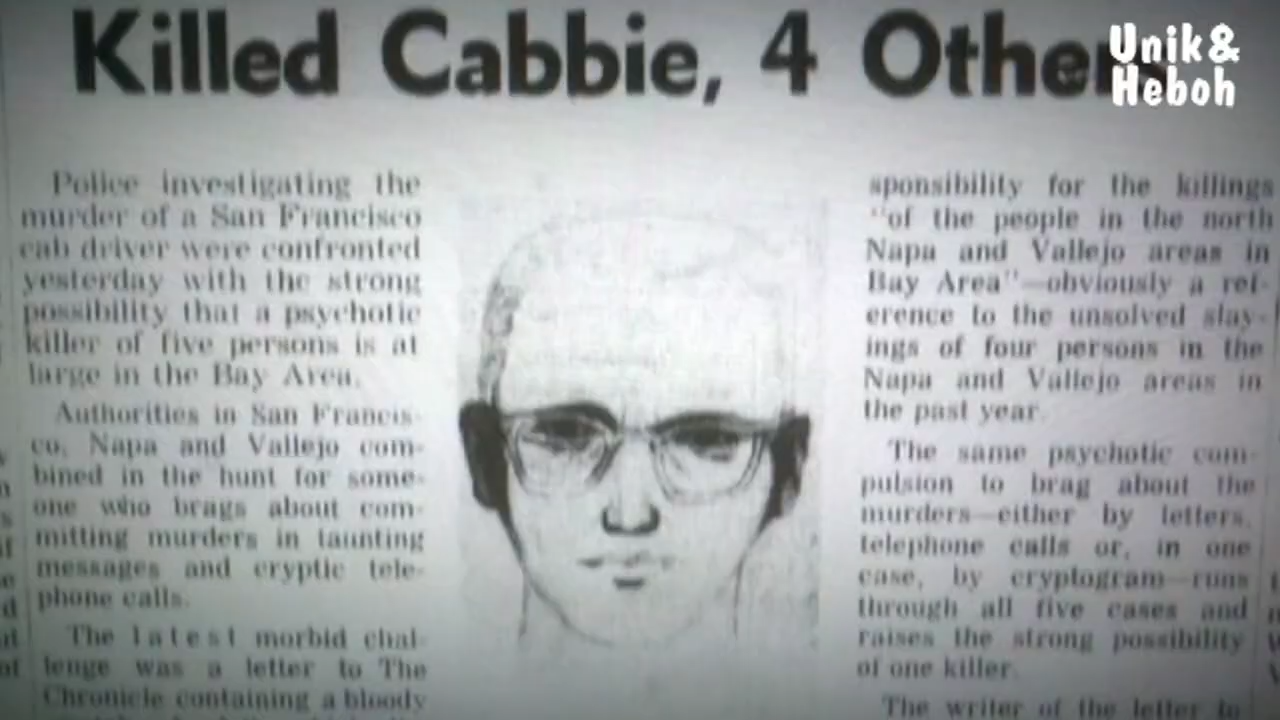 Killed Cabbie, 4 Others
Unik&
Heboh
Police investigating the
murder of a San Francisco
cab driver were confronted
yesterday with the strong
possibility that a psychotic
killer of five persons is at
large in the Bay Area.
Authorities in San Francis-
co, Napa and Vallejo com-
bined in the hunt for some-
one who brags about com-
mitting murders in taunting
messages and cryptic tele-
phone calls.
The latest morbid chal-
lenge was a letter to The
Chronicle containing a bloody
sponsibility for the killings
"of the people in the north
Napa and Vallejo areas in
Bay Area"—obviously a ref-
erence to the unsolved slay-
ings of four persons in the
Napa and Vallejo areas in
the past year.
The same psychotic com-
pulsion to brag about the
murders—either by letters,
telephone calls or, in one
case, by cryptogram—runs
through all five cases and
raises the strong possibility
of one killer.
The writer of the letter to